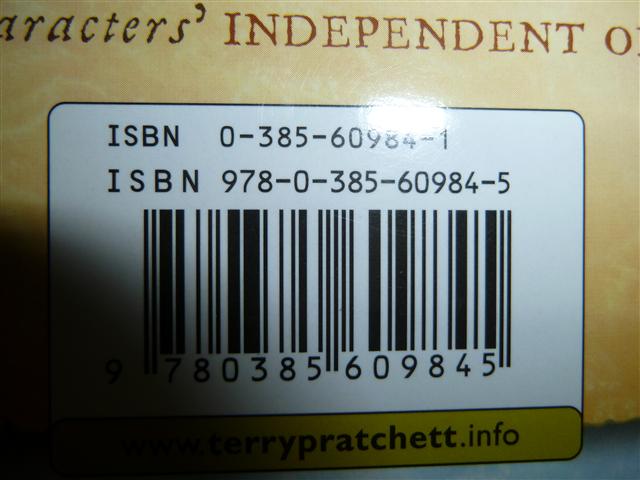 aracters' INDEPENDENT O
ISBN 0-385-60984-1
ISBN 978-0-385-60984-5
9 780385 609845
www.terrypratchett.info